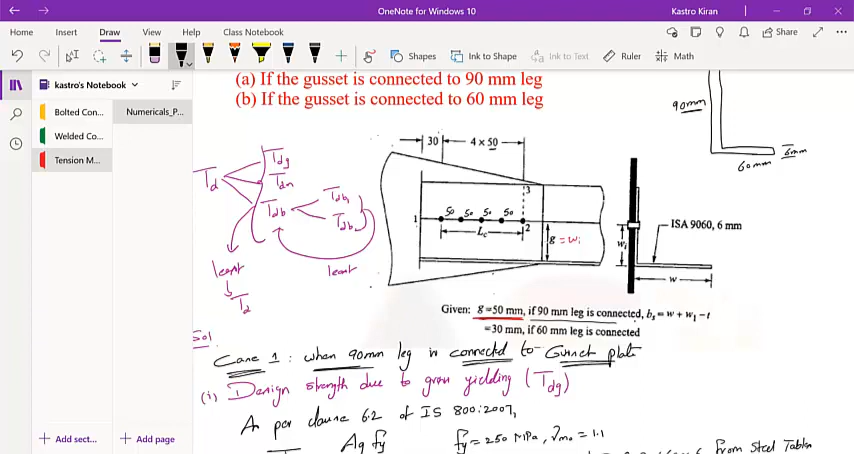 OneNote for Windows 10
Kastro Kiran
Home Insert Draw View Help Class Notebook
Share
Shapes Ink to Shape Ink to Text Ruler Math
kastro's Notebook
Bolted Con...
Welded Co...
Tension M...
Numericals_P...
Add sect... Add page
(a) If the gusset is connected to 90 mm leg
(b) If the gusset is connected to 60 mm leg
90mm
60mm
6mm
Td
Tdg
Tdn
Tdb
Tdb1
Tdb2
least
Td
least
30 4 × 50
50 50 50 50
1
2
3
Lc
g = wi
wi
w
ISA 9060, 6 mm
Given: g = 50 mm, if 90 mm leg is connected, bs = w + w1 − t
= 30 mm, if 60 mm leg is connected
Sol
Case 1: when 90mm leg is connected to Gusset plate
(i) Design strength due to gross yielding (Tdg)
As per clause 6.2 of IS 800:2007,
Ag fy
fy = 250 MPa, γmo = 1.1
from Steel Tables